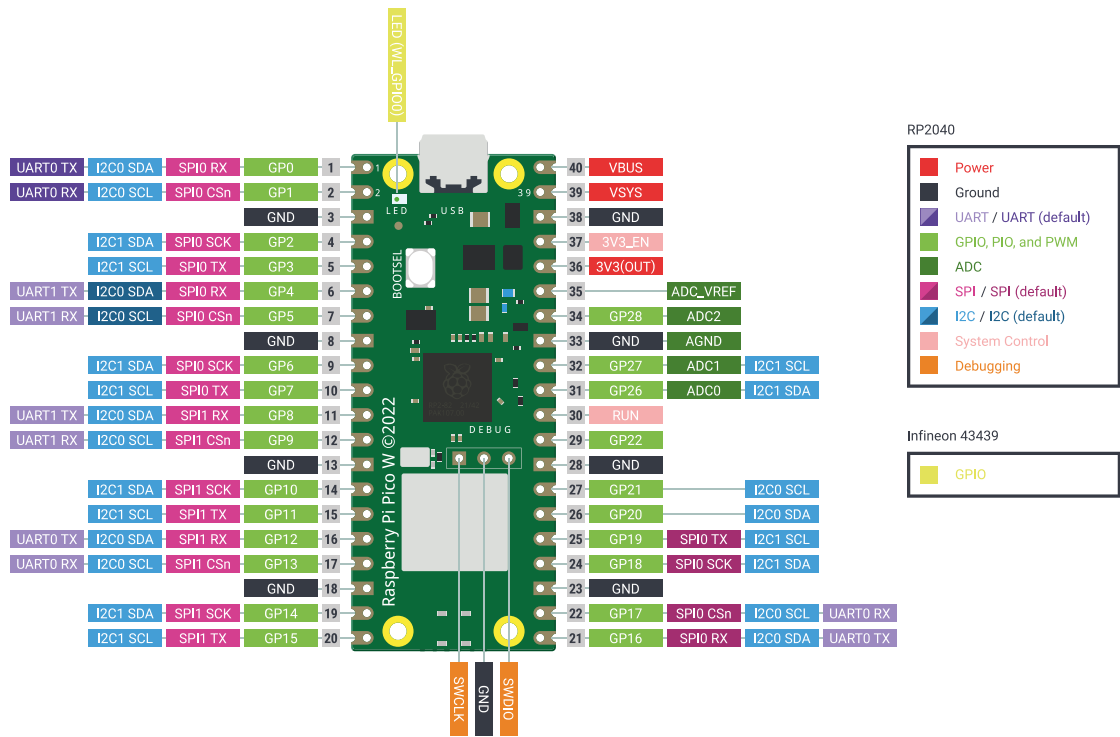 LED (WL_GPIO0)
UART0 TX I2C0 SDA SPI0 RX GP0 1
UART0 RX I2C0 SCL SPI0 CSn GP1 2
GND 3
I2C1 SDA SPI0 SCK GP2 4
I2C1 SCL SPI0 TX GP3 5
UART1 TX I2C0 SDA SPI0 RX GP4 6
UART1 RX I2C0 SCL SPI0 CSn GP5 7
GND 8
I2C1 SDA SPI0 SCK GP6 9
I2C1 SCL SPI0 TX GP7 10
UART1 TX I2C0 SDA SPI1 RX GP8 11
UART1 RX I2C0 SCL SPI1 CSn GP9 12
GND 13
I2C1 SDA SPI1 SCK GP10 14
I2C1 SCL SPI1 TX GP11 15
UART0 TX I2C0 SDA SPI1 RX GP12 16
UART0 RX I2C0 SCL SPI1 CSn GP13 17
GND 18
I2C1 SDA SPI1 SCK GP14 19
I2C1 SCL SPI1 TX GP15 20
1
2
39
LED
USB
BOOTSEL
DEBUG
Raspberry Pi Pico W ©2022
SWCLK
GND
SWDIO
40 VBUS
39 VSYS
38 GND
37 3V3_EN
36 3V3(OUT)
35 ADC_VREF
34 GP28 ADC2
33 GND AGND
32 GP27 ADC1 I2C1 SCL
31 GP26 ADC0 I2C1 SDA
30 RUN
29 GP22
28 GND
27 GP21 I2C0 SCL
26 GP20 I2C0 SDA
25 GP19 SPI0 TX I2C1 SCL
24 GP18 SPI0 SCK I2C1 SDA
23 GND
22 GP17 SPI0 CSn I2C0 SCL UART0 RX
21 GP16 SPI0 RX I2C0 SDA UART0 TX
RP2040
Power
Ground
UART / UART (default)
GPIO, PIO, and PWM
ADC
SPI / SPI (default)
I2C / I2C (default)
System Control
Debugging
Infineon 43439
GPIO